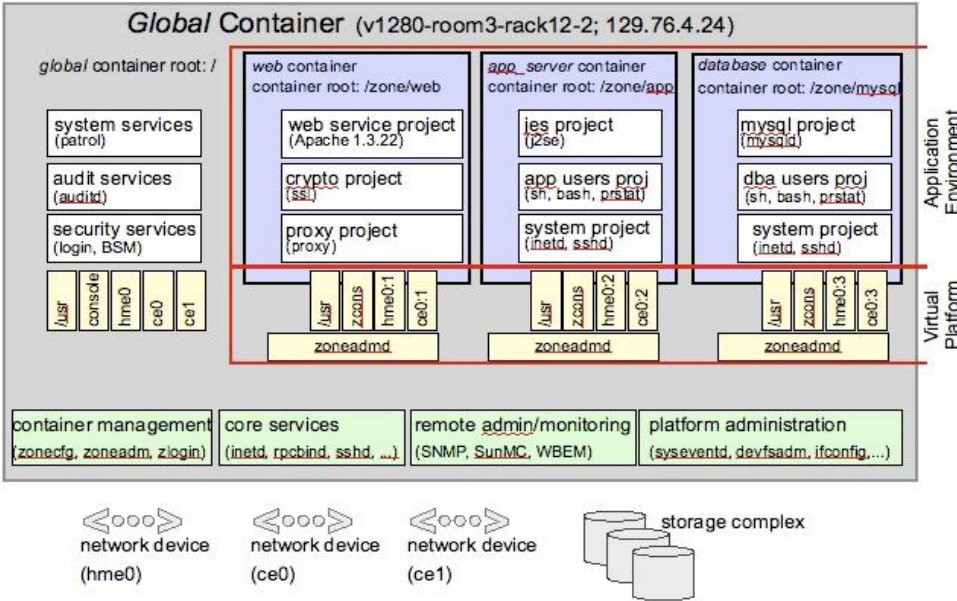 Global Container (v1280-room3-rack12-2; 129.76.4.24)
global container root: /
system services
(patrol)
audit services
(auditd)
security services
(login, BSM)
/usr
console
hme0
ce0
ce1
web container
container root: /zone/web
web service project
(Apache 1.3.22)
crypto project
(ssl)
proxy project
(proxy)
/usr
zcons
hme0:1
ce0:1
zoneadmd
app_server container
container root: /zone/app
jes project
(j2se)
app users proj
(sh, bash, prstat)
system project
(inetd, sshd)
/usr
zcons
hme0:2
ce0:2
zoneadmd
database container
container root: /zone/mysql
mysql project
(mysqld)
dba users proj
(sh, bash, prstat)
system project
(inetd, sshd)
/usr
zcons
hme0:3
ce0:3
zoneadmd
Application
Environment
Virtual
Platform
container management
(zonecfg, zoneadm, zlogin)
core services
(inetd, rpcbind, sshd, ...)
remote admin/monitoring
(SNMP, SunMC, WBEM)
platform administration
(syseventd, devfsadm, ifconfig,...)
network device
(hme0)
network device
(ce0)
network device
(ce1)
storage complex